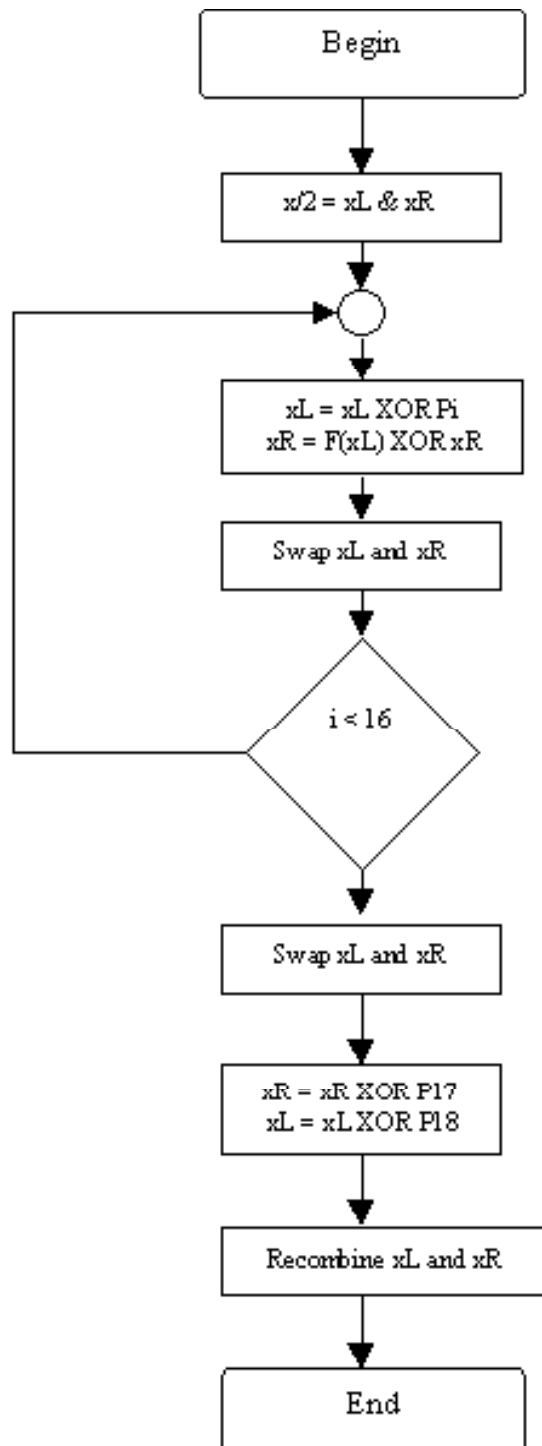 Begin
x/2 = xL & xR
xL = xL XOR Pi
xR = F(xL) XOR xR
Swap xL and xR
i < 16
Swap xL and xR
xR = xR XOR P17
xL = xL XOR P18
Recombine xL and xR
End